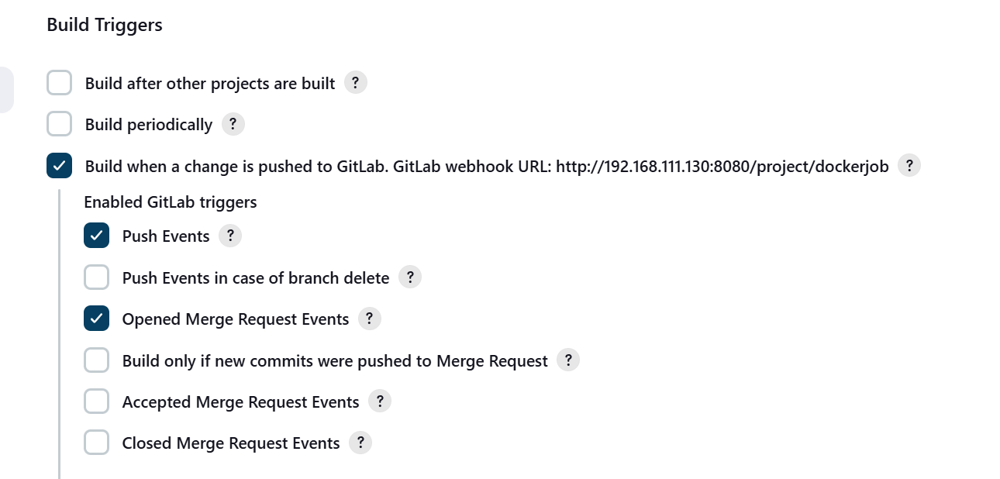 Build Triggers
Build after other projects are built ?
Build periodically ?
Build when a change is pushed to GitLab. GitLab webhook URL: http://192.168.111.130:8080/project/dockerjob ?
Enabled GitLab triggers
Push Events ?
Push Events in case of branch delete ?
Opened Merge Request Events ?
Build only if new commits were pushed to Merge Request ?
Accepted Merge Request Events ?
Closed Merge Request Events ?